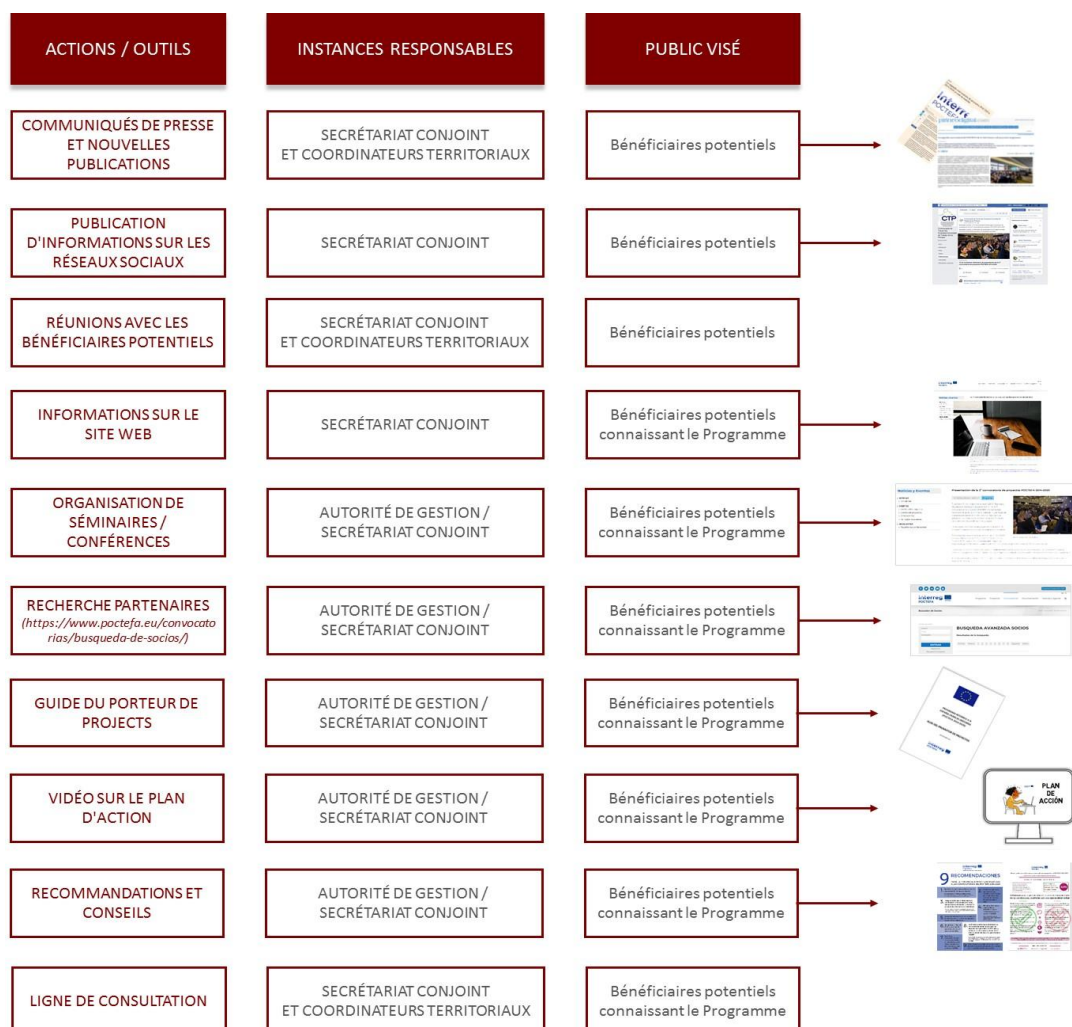 ACTIONS / OUTILS
INSTANCES RESPONSABLES
PUBLIC VISÉ
COMMUNIQUÉS DE PRESSE
ET NOUVELLES
PUBLICATIONS
SECRÉTARIAT CONJOINT
ET COORDINATEURS TERRITORIAUX
Bénéficiaires potentiels
interreg
POCTEFA
PUBLICATION
D'INFORMATIONS SUR LES
RÉSEAUX SOCIAUX
SECRÉTARIAT CONJOINT
Bénéficiaires potentiels
CTP
RÉUNIONS AVEC LES
BÉNÉFICIAIRES POTENTIELS
SECRÉTARIAT CONJOINT
ET COORDINATEURS TERRITORIAUX
Bénéficiaires potentiels
INFORMATIONS SUR LE
SITE WEB
SECRÉTARIAT CONJOINT
Bénéficiaires potentiels
connaissant le Programme
ORGANISATION DE
SÉMINAIRES /
CONFÉRENCES
AUTORITÉ DE GESTION /
SECRÉTARIAT CONJOINT
Bénéficiaires potentiels
connaissant le Programme
RECHERCHE PARTENAIRES
(https://www.poctefa.eu/convocato
rias/busqueda-de-socios/)
AUTORITÉ DE GESTION /
SECRÉTARIAT CONJOINT
Bénéficiaires potentiels
connaissant le Programme
interreg
BUSQUEDA AVANZADA SOCIOS
GUIDE DU PORTEUR DE
PROJECTS
AUTORITÉ DE GESTION /
SECRÉTARIAT CONJOINT
Bénéficiaires potentiels
connaissant le Programme
interreg
VIDÉO SUR LE PLAN
D'ACTION
AUTORITÉ DE GESTION /
SECRÉTARIAT CONJOINT
Bénéficiaires potentiels
connaissant le Programme
PLAN
DE
ACCIÓN
RECOMMANDATIONS ET
CONSEILS
AUTORITÉ DE GESTION /
SECRÉTARIAT CONJOINT
Bénéficiaires potentiels
connaissant le Programme
9 RECOMENDACIONES
LIGNE DE CONSULTATION
SECRÉTARIAT CONJOINT
ET COORDINATEURS TERRITORIAUX
Bénéficiaires potentiels
connaissant le Programme